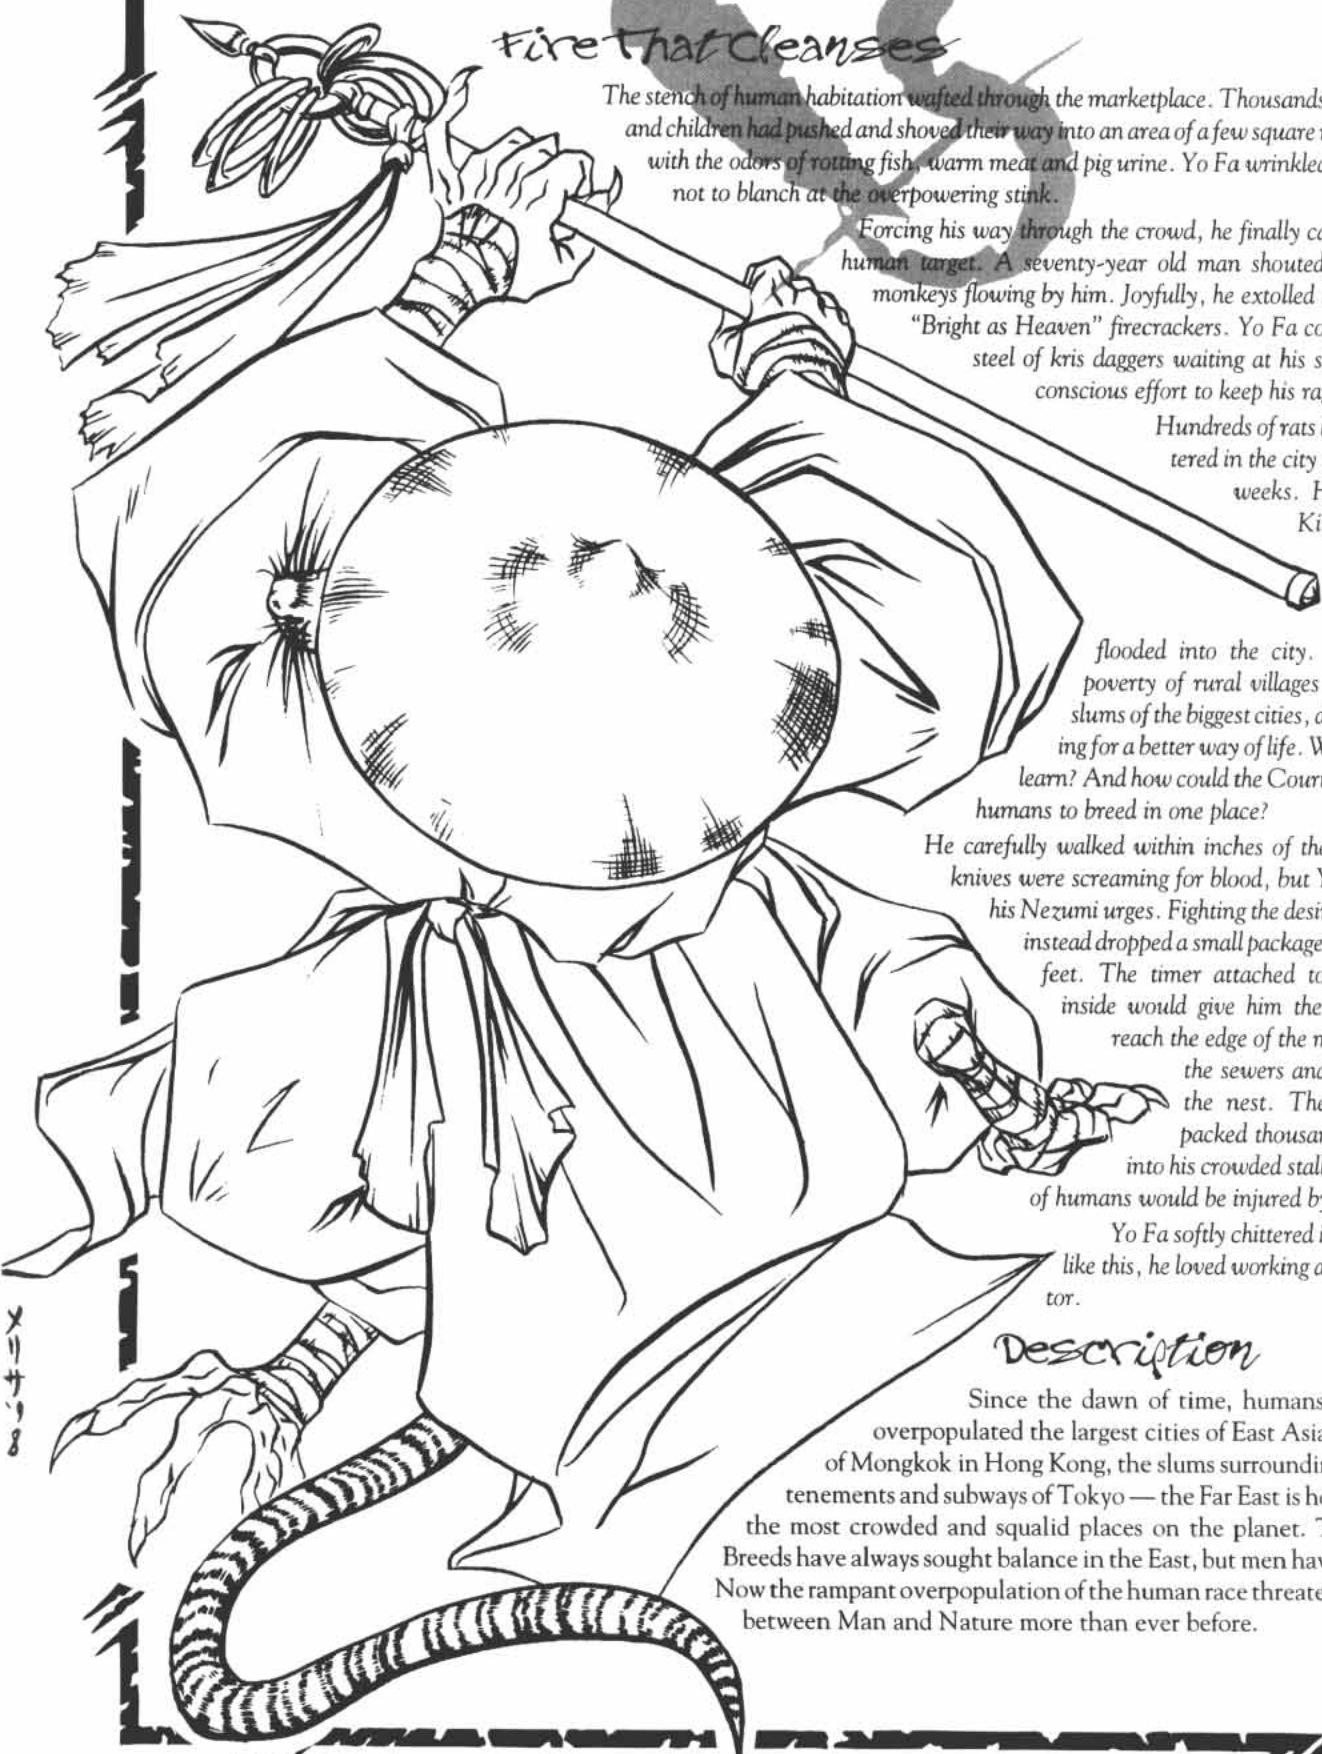 Fire That Cleanses
The stench of human habitation wafted through the marketplace. Thousands
and children had pushed and shoved their way into an area of a few square
with the odors of rotting fish, warm meat and pig urine. Yo Fa wrinkled
not to blanch at the overpowering stink.
Forcing his way through the crowd, he finally ca
human target. A seventy-year old man shouted
monkeys flowing by him. Joyfully, he extolled
"Bright as Heaven" firecrackers. Yo Fa co
steel of kris daggers waiting at his s
conscious effort to keep his ra
Hundreds of rats
tered in the city
weeks. H
Ki
flooded into the city.
poverty of rural villages
slums of the biggest cities, a
ing for a better way of life. W
learn? And how could the Cour
humans to breed in one place?
He carefully walked within inches of the
knives were screaming for blood, but Y
his Nezumi urges. Fighting the desi
instead dropped a small package
feet. The timer attached to
inside would give him the
reach the edge of the m
the sewers and
the nest. The
packed thousan
into his crowded stall
of humans would be injured by
Yo Fa softly chittered i
like this, he loved working a
tor.
メリサ'98
Description
Since the dawn of time, humans
overpopulated the largest cities of East Asia
of Mongkok in Hong Kong, the slums surroundin
tenements and subways of Tokyo — the Far East is ho
the most crowded and squalid places on the planet. T
Breeds have always sought balance in the East, but men hav
Now the rampant overpopulation of the human race threate
between Man and Nature more than ever before.